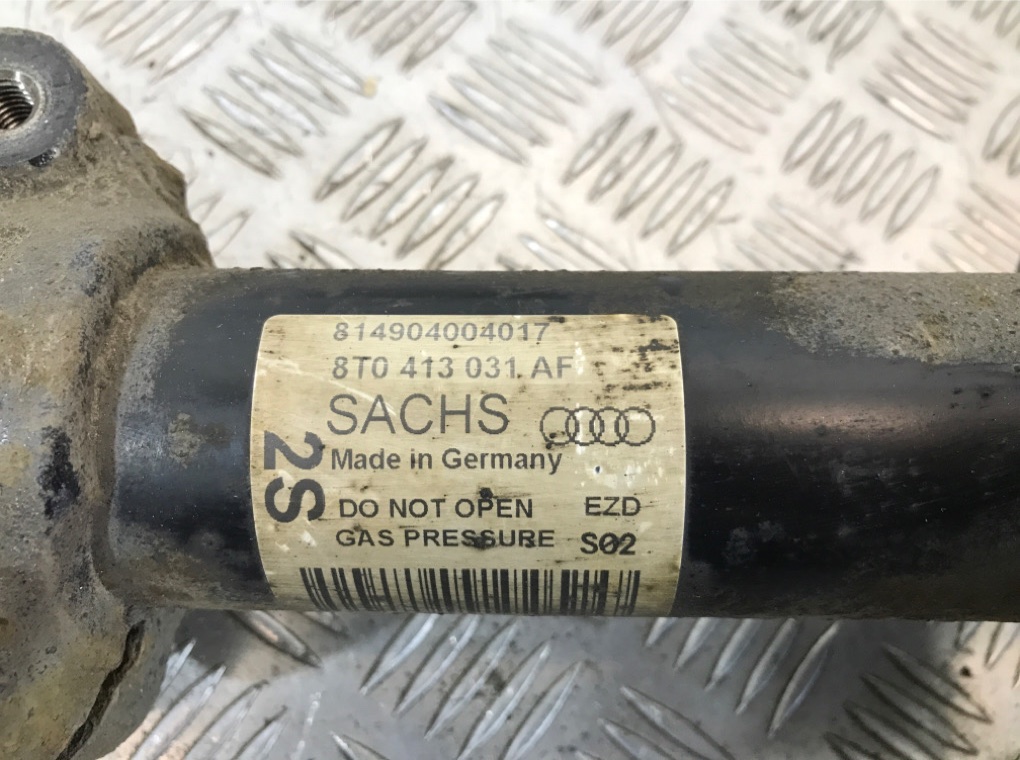 814904004017
8T0 413 031 AF
SACHS
Made in Germany
2S
DO NOT OPEN EZD
GAS PRESSURE S02